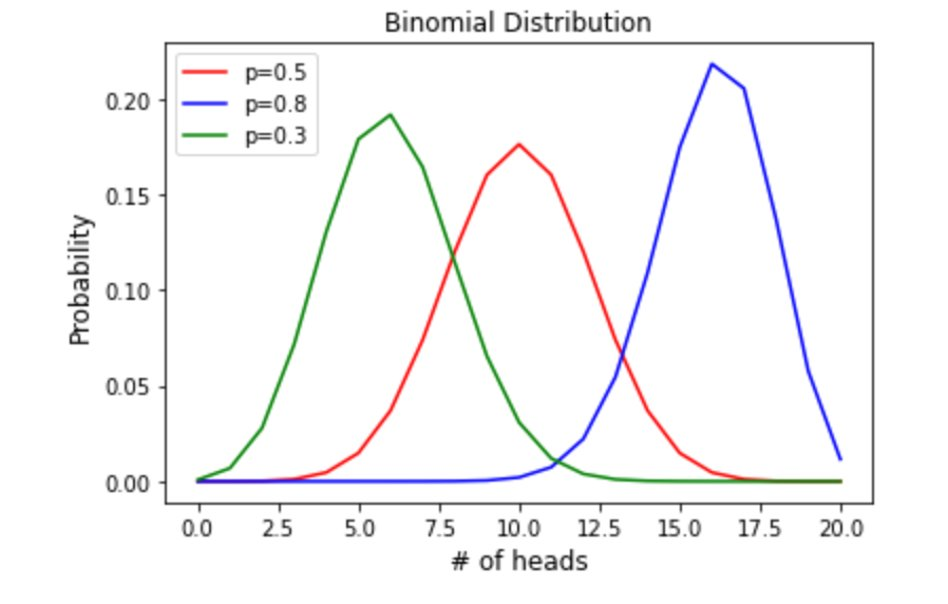 Binomial Distribution
p=0.5
p=0.8
p=0.3
0.20
0.15
0.10
0.05
0.00
Probability
0.0 2.5 5.0 7.5 10.0 12.5 15.0 17.5 20.0
# of heads